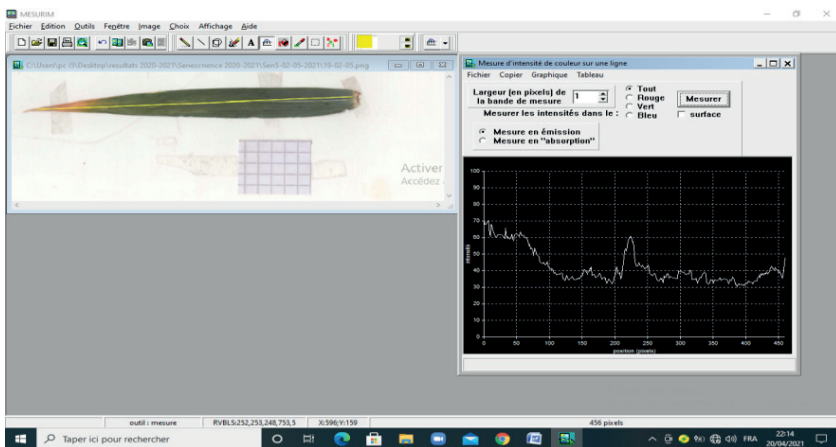 MESURIM
Fichier Edition Outils Fenêtre Image Choix Affichage Aide
C:\Users\pc (9\Desktop\resultats 2020-2021\Senescnience 2020-2021\Sen5-02-05-2021\19-02-05.png
Activer
Accédez
Mesure d'intensité de couleur sur une ligne
Fichier Copier Graphique Tableau
Largeur (en pixels) de
la bande de mesure
1
Mesurer les intensités dans le :
Tout
Rouge
Vert
Bleu
Mesurer
surface
Mesure en émission
Mesure en "absorption"
100
90
80
70
60
50
40
30
20
10
0
intensité
0 50 100 150 200 250 300 350 400 450
position (pixels)
outil : mesure RVBLS:252,253,248,753,5 X:596;Y:159 456 pixels
Taper ici pour rechercher
FRA
22:14
20/04/2021